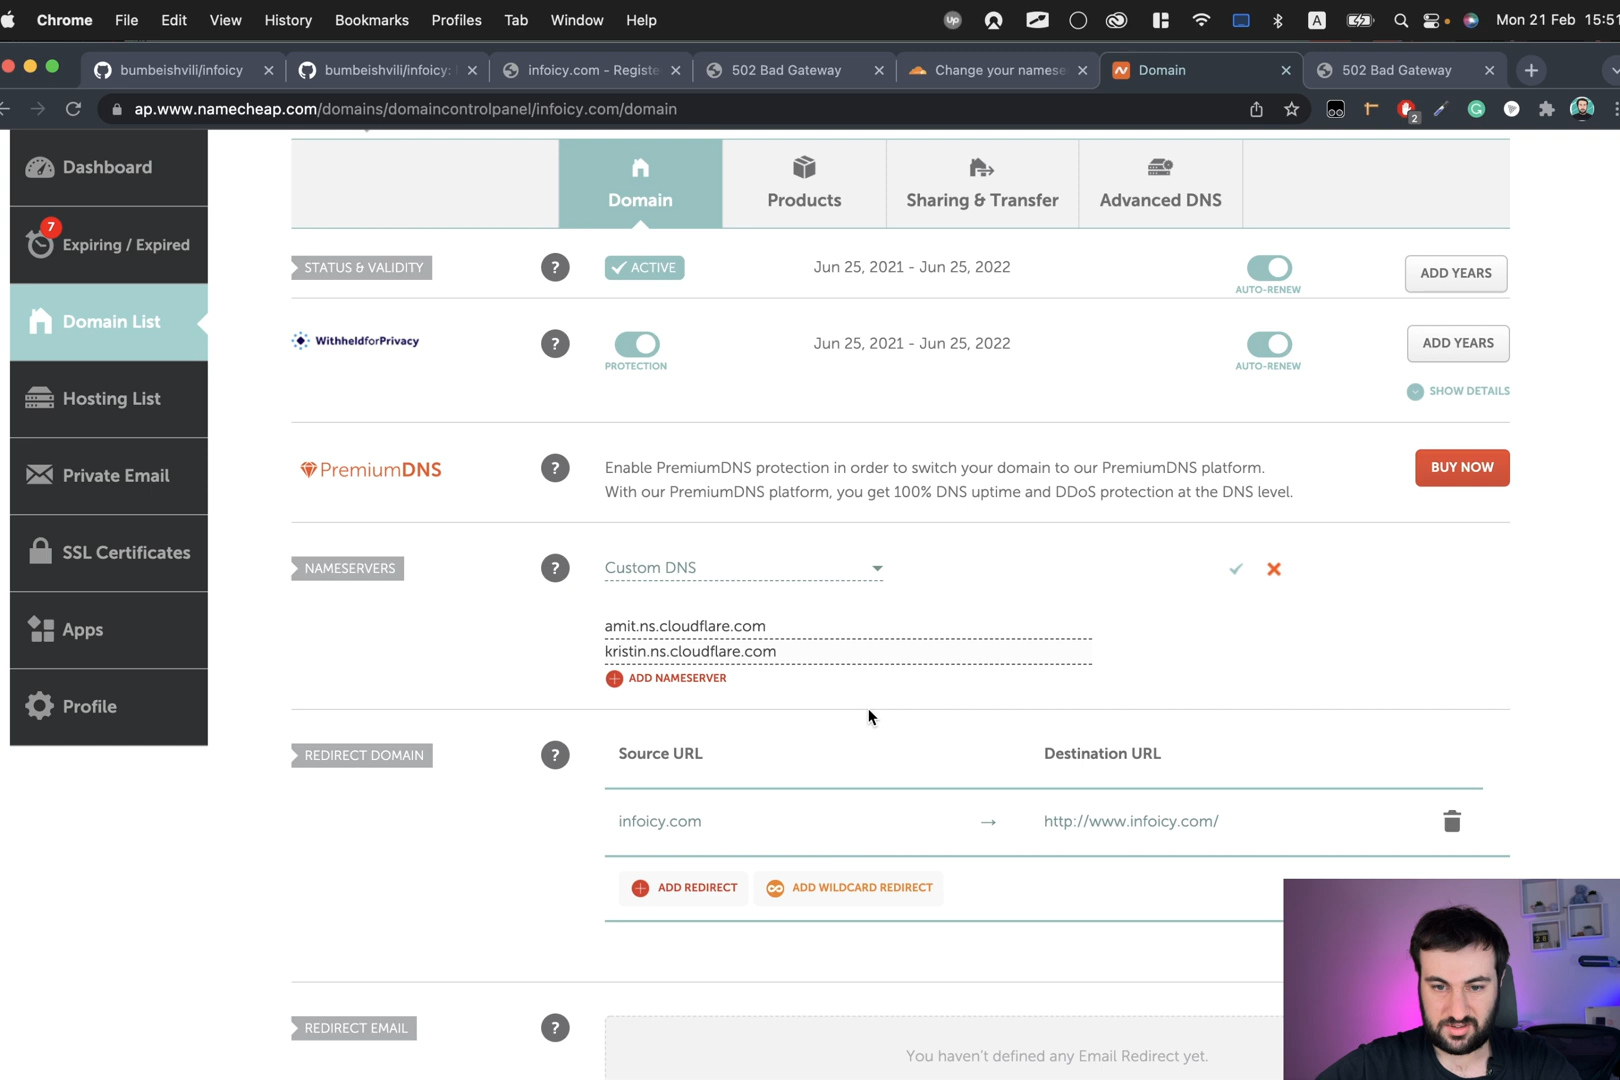 Chrome File Edit View History Bookmarks Profiles Tab Window Help Up A Mon 21 Feb 15:51
bumbeishvili/infoicy bumbeishvili/infoicy: infoicy.com - Registe 502 Bad Gateway Change your namese Domain 502 Bad Gateway
ap.www.namecheap.com/domains/domaincontrolpanel/infoicy.com/domain 2
Dashboard
7
Expiring / Expired
Domain List
Hosting List
Private Email
SSL Certificates
Apps
Profile
Domain Products Sharing & Transfer Advanced DNS
STATUS & VALIDITY ? ACTIVE Jun 25, 2021 - Jun 25, 2022 ADD YEARS
AUTO-RENEW
WithheldforPrivacy ? Jun 25, 2021 - Jun 25, 2022 ADD YEARS
PROTECTION AUTO-RENEW
SHOW DETAILS
PremiumDNS ? Enable PremiumDNS protection in order to switch your domain to our PremiumDNS platform. BUY NOW
With our PremiumDNS platform, you get 100% DNS uptime and DDoS protection at the DNS level.
NAMESERVERS ? Custom DNS
amit.ns.cloudflare.com
kristin.ns.cloudflare.com
ADD NAMESERVER
REDIRECT DOMAIN ? Source URL Destination URL
infoicy.com → http://www.infoicy.com/
ADD REDIRECT ADD WILDCARD REDIRECT
REDIRECT EMAIL ?
You haven't defined any Email Redirect yet.